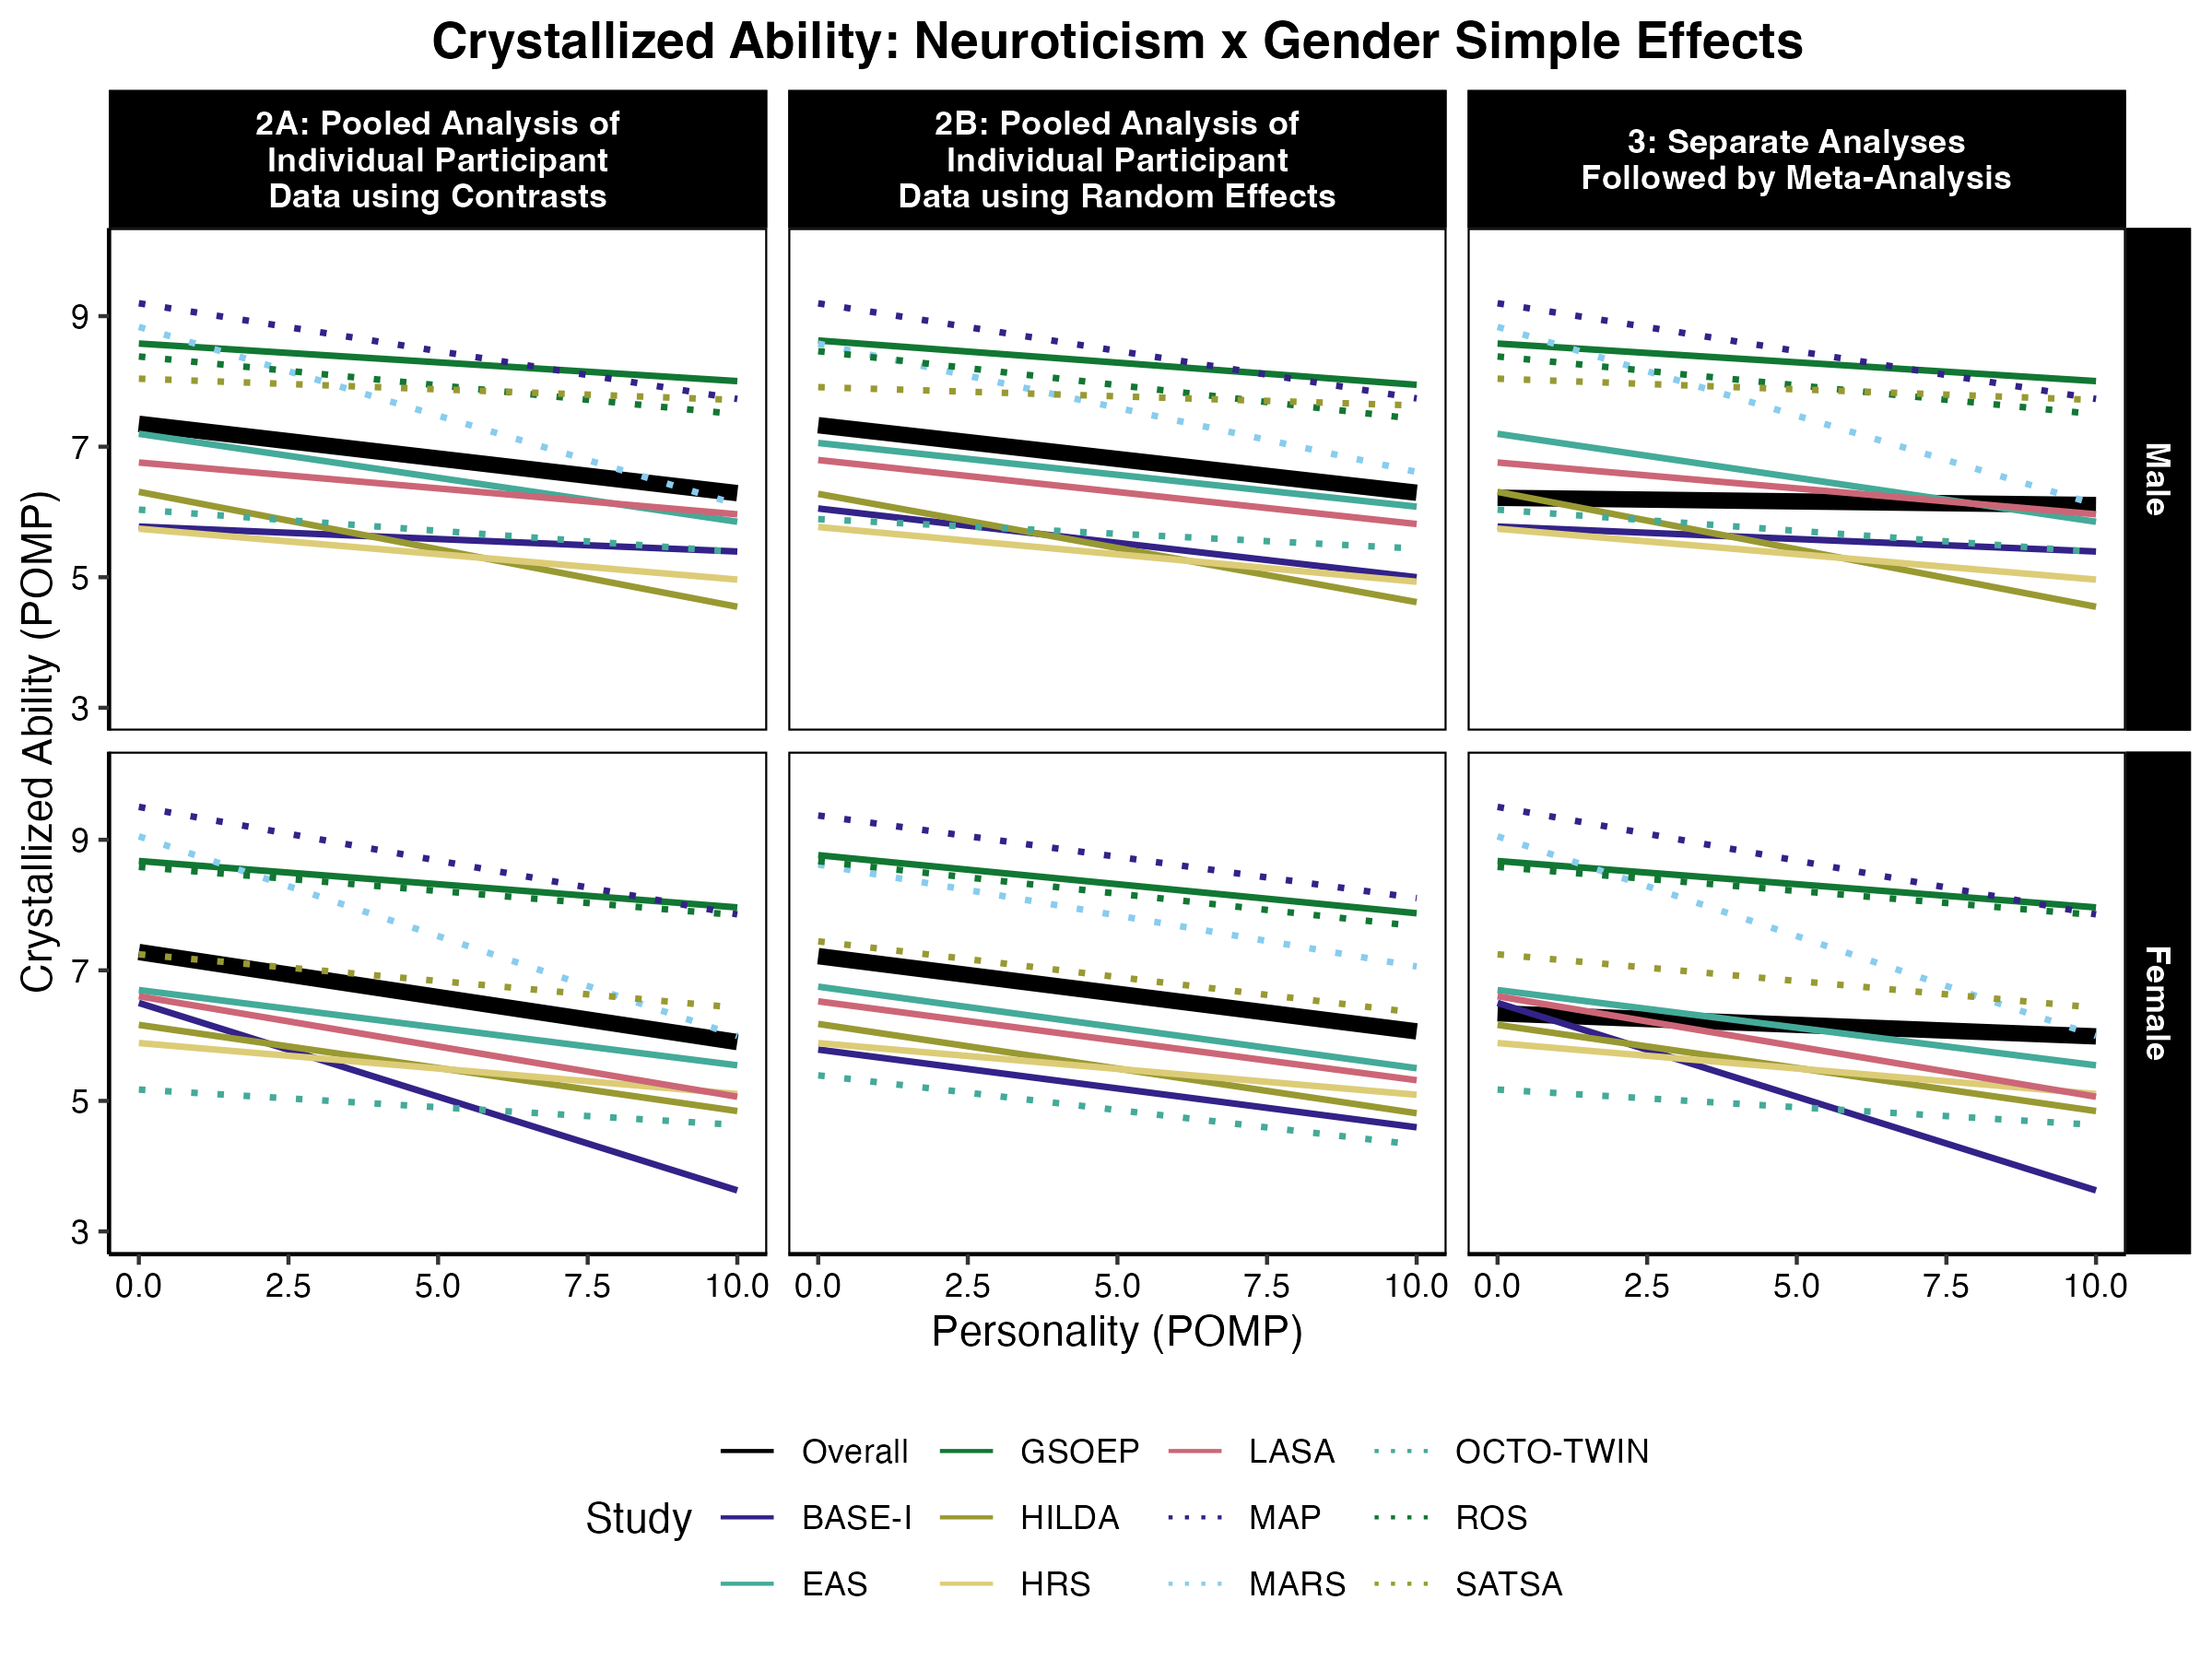 Crystallized Ability: Neuroticism x Gender Simple Effects
2A: Pooled Analysis of
Individual Participant
Data using Contrasts
2B: Pooled Analysis of
Individual Participant
Data using Random Effects
3: Separate Analyses
Followed by Meta-Analysis
Crystallized Ability (POMP)
9
7
5
3
Male
9
7
5
3
Female
0.0 2.5 5.0 7.5 10.0
0.0 2.5 5.0 7.5 10.0
0.0 2.5 5.0 7.5 10.0
Personality (POMP)
Study
Overall GSOEP LASA OCTO-TWIN
BASE-I HILDA MAP ROS
EAS HRS MARS SATSA